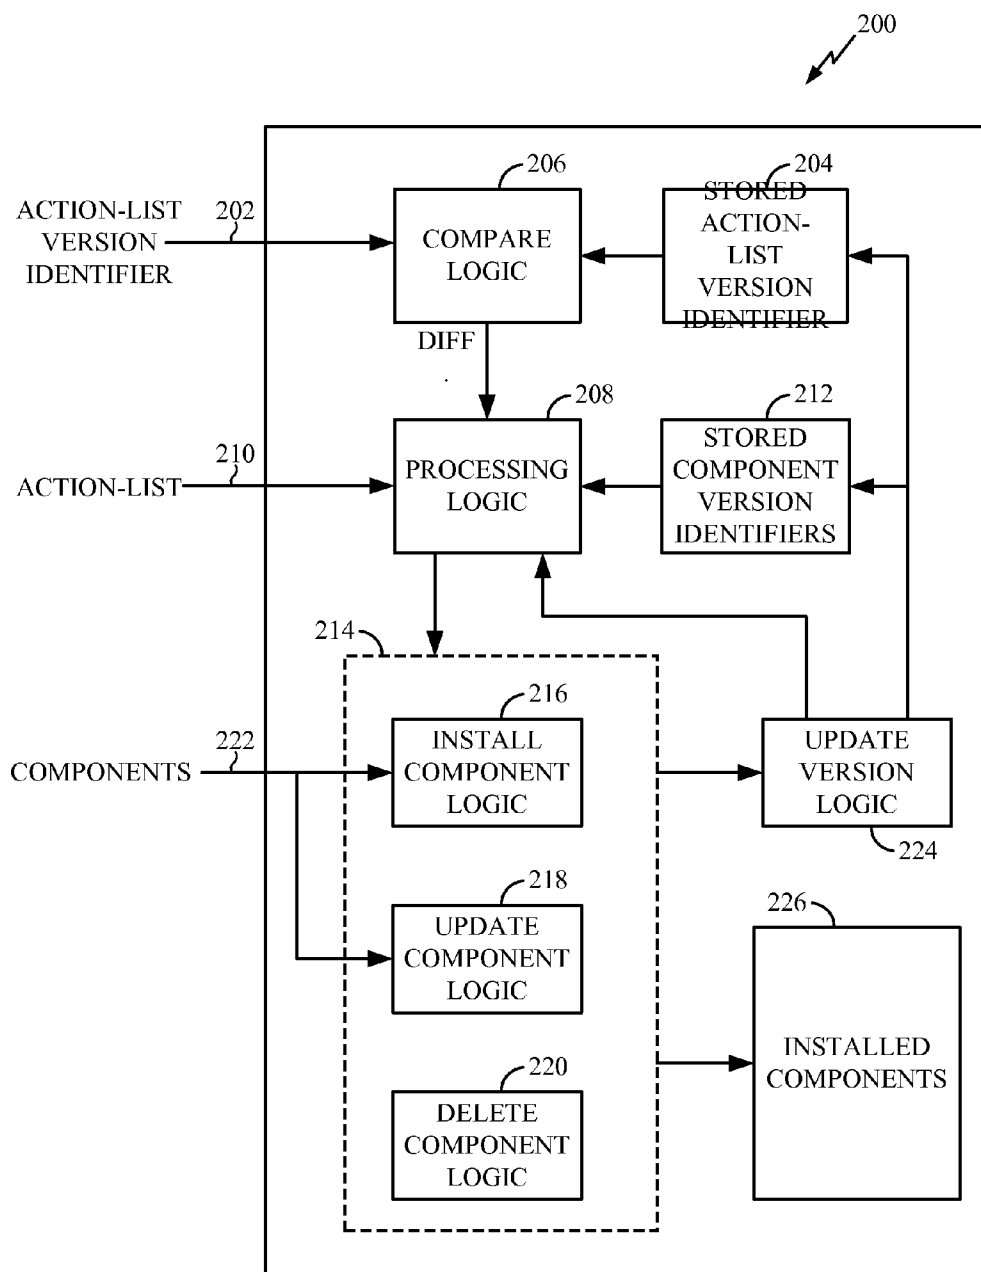 200
206
204
ACTION-LIST
VERSION
IDENTIFIER
202
COMPARE
LOGIC
STORED
ACTION-
LIST
VERSION
IDENTIFIER
DIFF
208
212
ACTION-LIST
210
PROCESSING
LOGIC
STORED
COMPONENT
VERSION
IDENTIFIERS
214
216
COMPONENTS
222
INSTALL
COMPONENT
LOGIC
UPDATE
VERSION
LOGIC
224
218
UPDATE
COMPONENT
LOGIC
226
INSTALLED
COMPONENTS
220
DELETE
COMPONENT
LOGIC